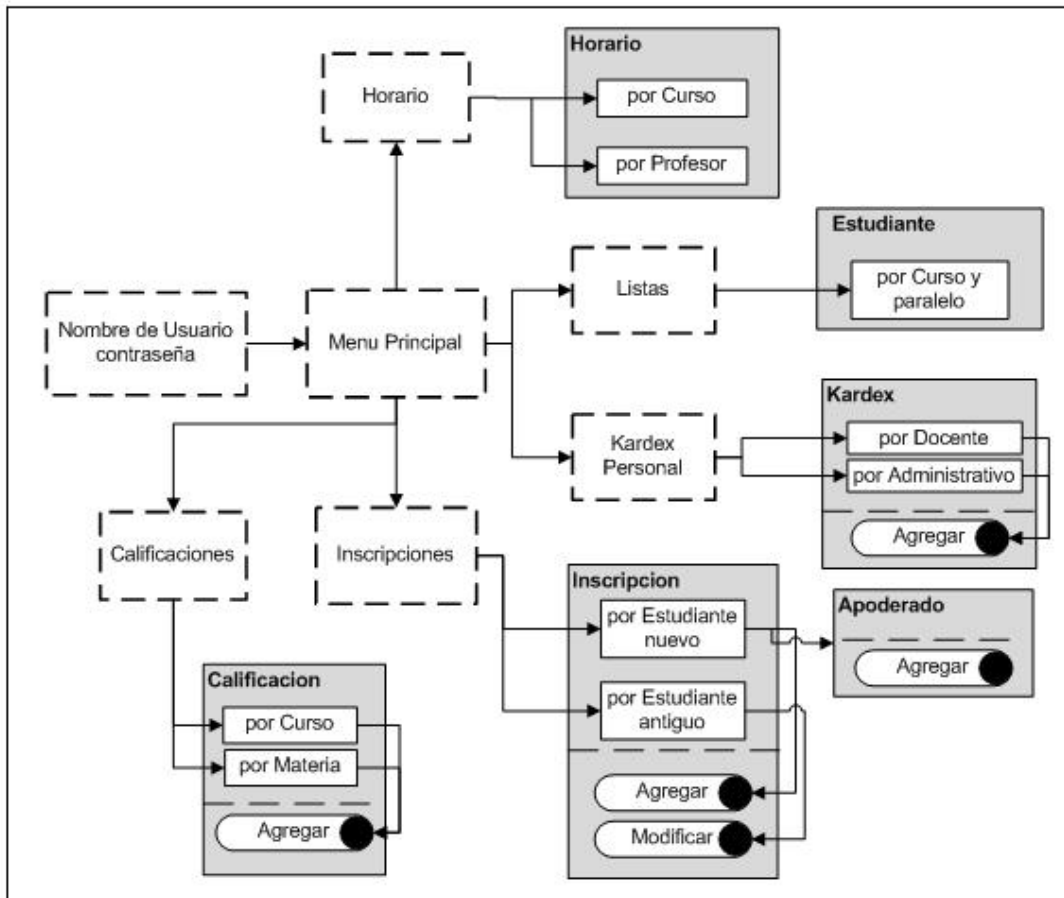 Horario
Horario
por Curso
por Profesor
Estudiante
Listas
por Curso y
paralelo
Nombre de Usuario
contraseña
Menu Principal
Kardex
Kardex
Personal
por Docente
por Administrativo
Agregar
Calificaciones
Inscripciones
Inscripcion
por Estudiante
nuevo
por Estudiante
antiguo
Agregar
Modificar
Apoderado
Agregar
Calificacion
por Curso
por Materia
Agregar